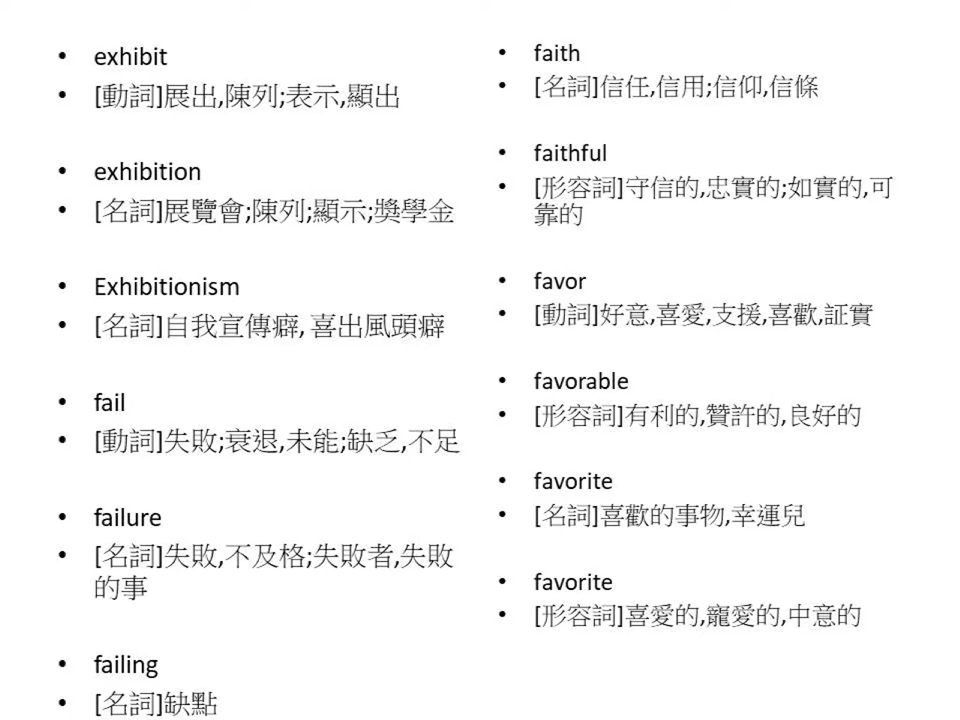 • exhibit
• [動詞]展出,陳列;表示,顯出
• exhibition
• [名詞]展覽會;陳列;顯示;獎學金
• Exhibitionism
• [名詞]自我宣傳癖, 喜出風頭癖
• fail
• [動詞]失敗;衰退,未能;缺乏,不足
• failure
• [名詞]失敗,不及格;失敗者,失敗
的事
• failing
• [名詞]缺點
• faith
• [名詞]信任,信用;信仰,信條
• faithful
• [形容詞]守信的,忠實的;如實的,可
靠的
• favor
• [動詞]好意,喜愛,支援,喜歡,証實
• favorable
• [形容詞]有利的,贊許的,良好的
• favorite
• [名詞]喜歡的事物,幸運兒
• favorite
• [形容詞]喜愛的,寵愛的,中意的